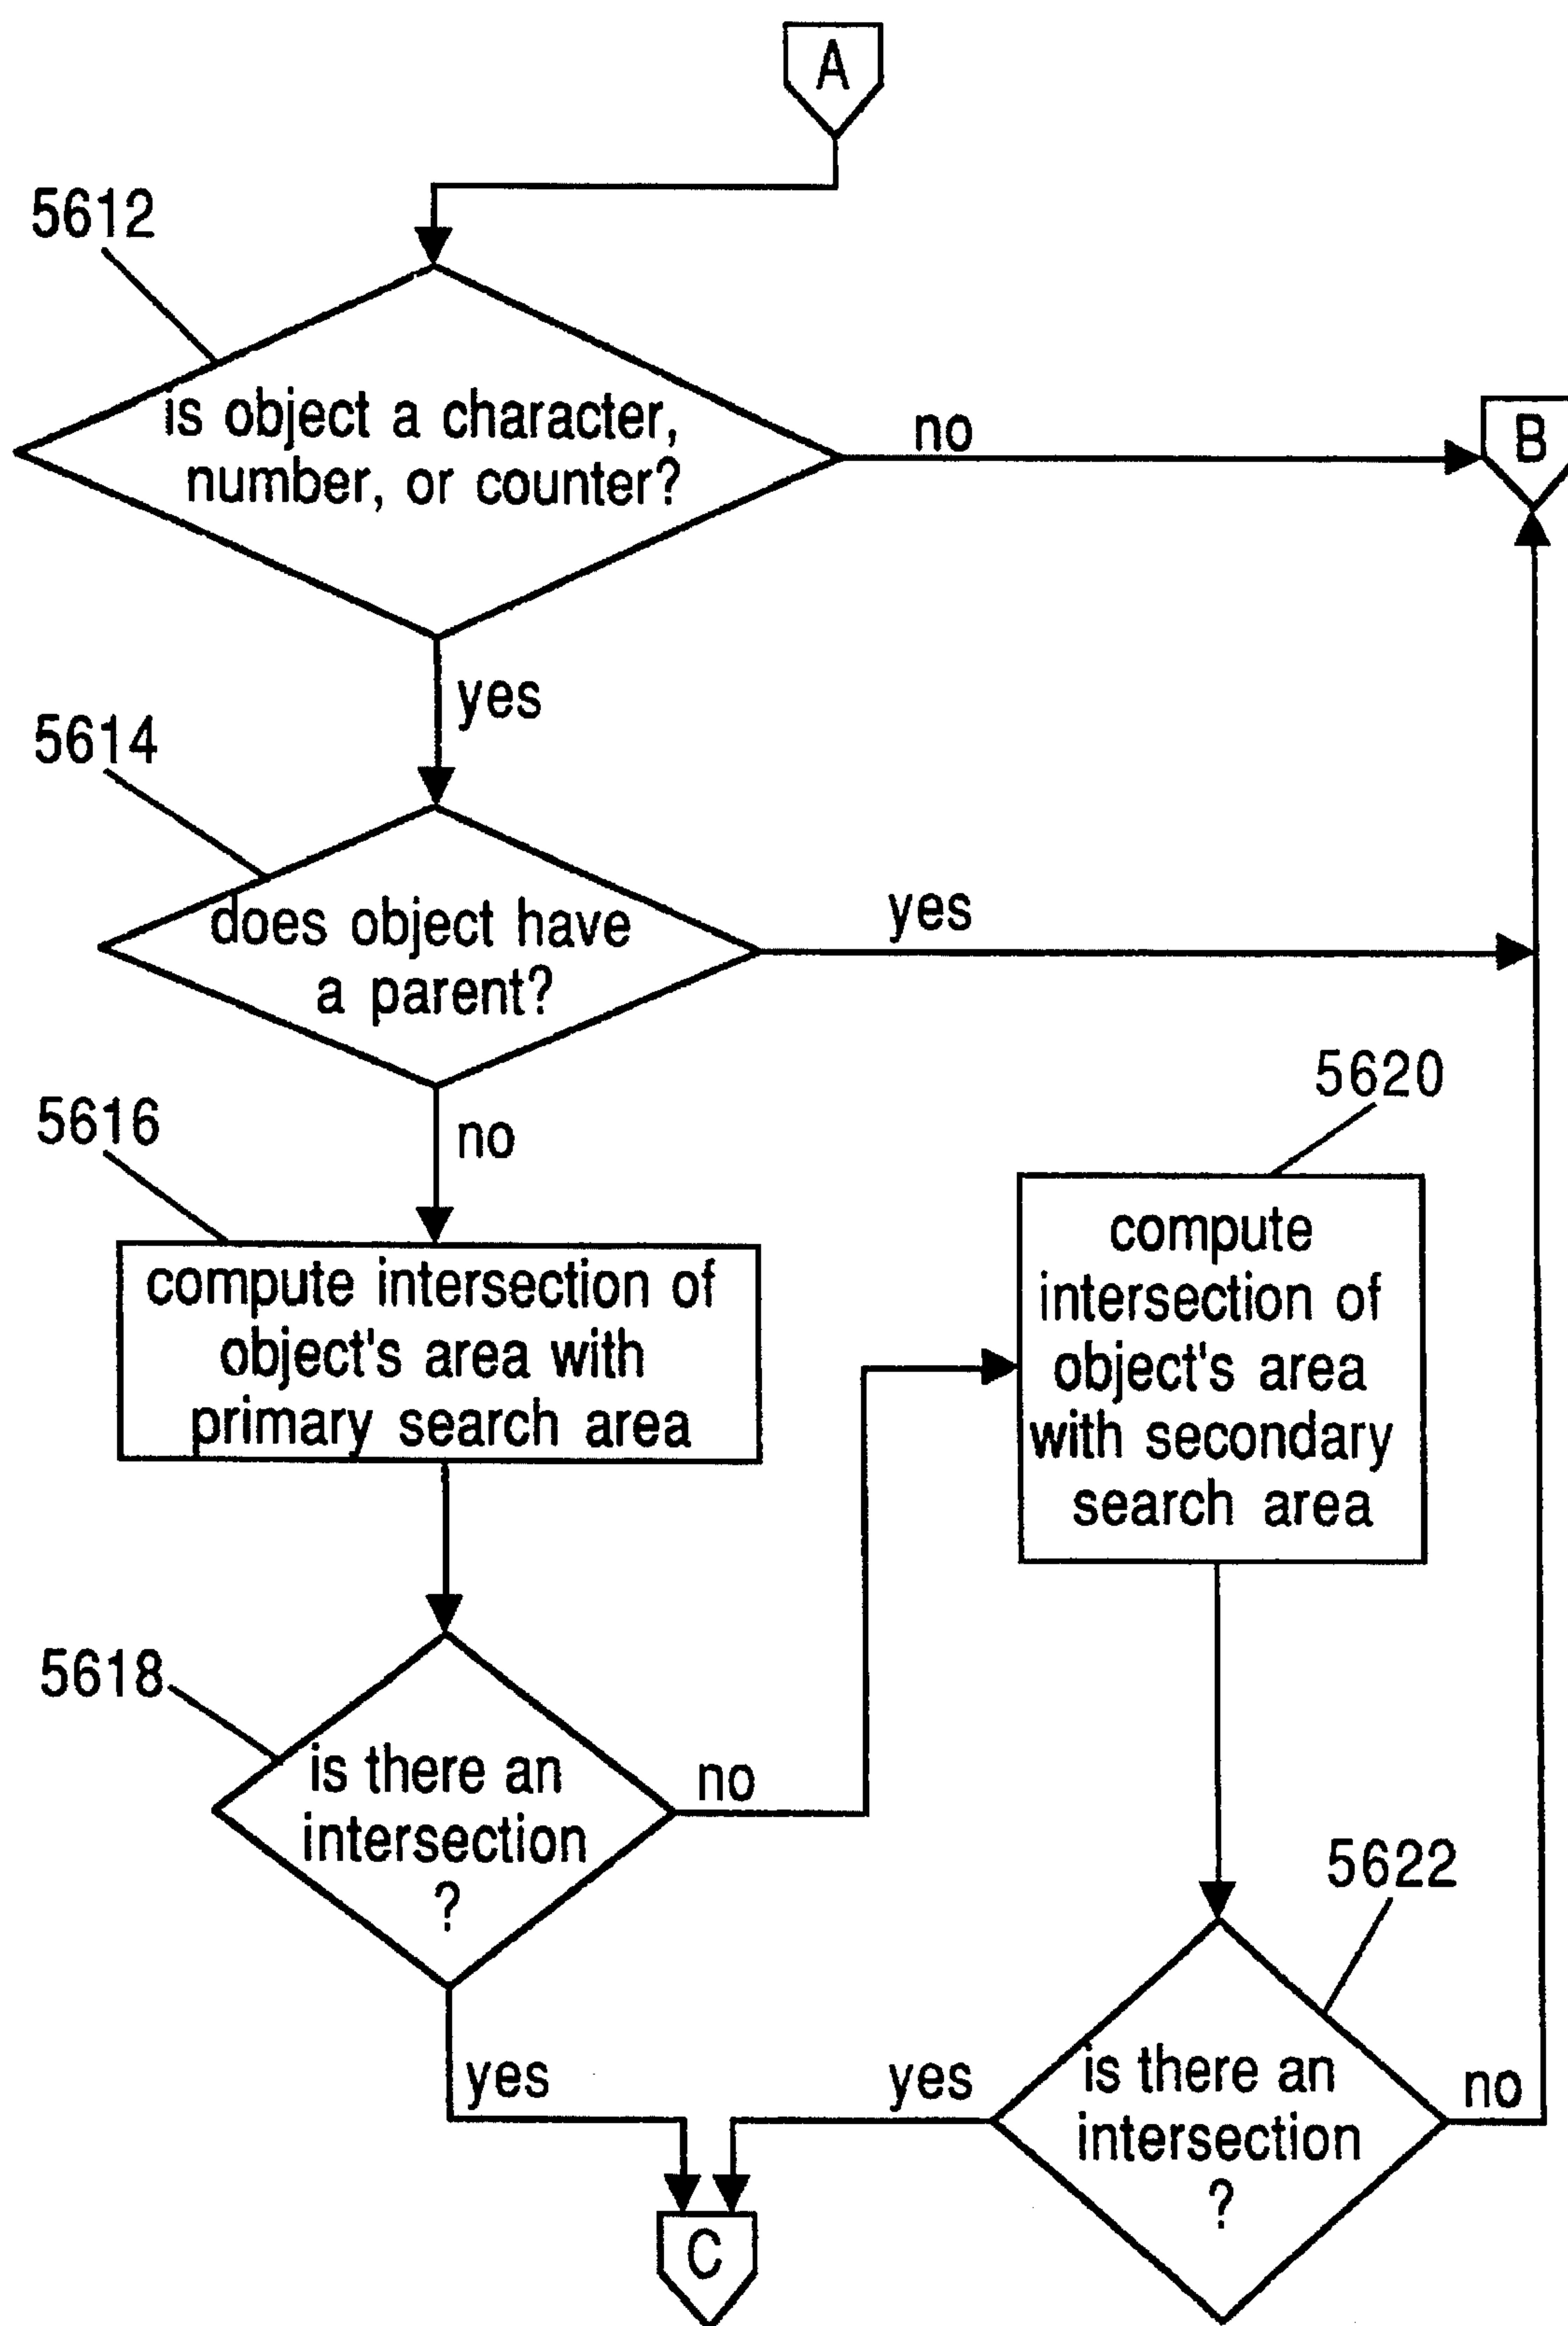 A
5612
is object a character,
number, or counter?
no
B
yes
5614
does object have
a parent?
yes
no
5616
compute intersection of
object's area with
primary search area
5620
compute
intersection of
object's area
with secondary
search area
5618
is there an
intersection
?
no
yes
5622
is there an
intersection
?
yes
no
C